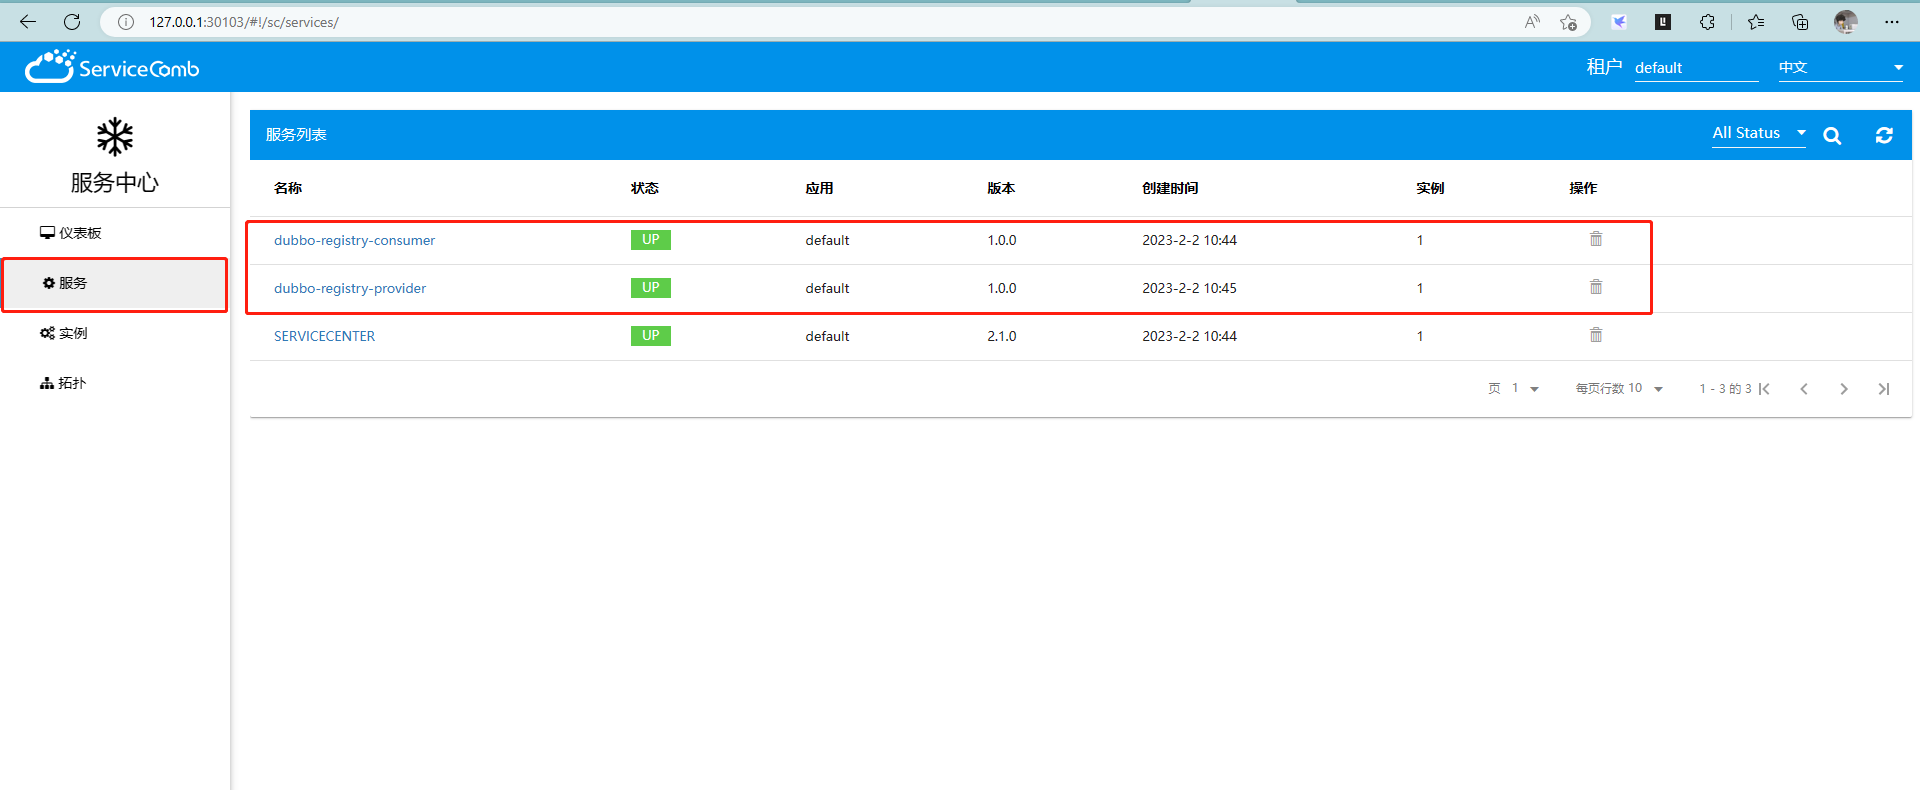 127.0.0.1:30103/#!/sc/services/
ServiceComb
租户 default 中文
服务中心
仪表板
服务
实例
拓扑
服务列表 All Status
名称 状态 应用 版本 创建时间 实例 操作
dubbo-registry-consumer UP default 1.0.0 2023-2-2 10:44 1
dubbo-registry-provider UP default 1.0.0 2023-2-2 10:45 1
SERVICECENTER UP default 2.1.0 2023-2-2 10:44 1
页 1 每页行数 10 1 - 3 的 3